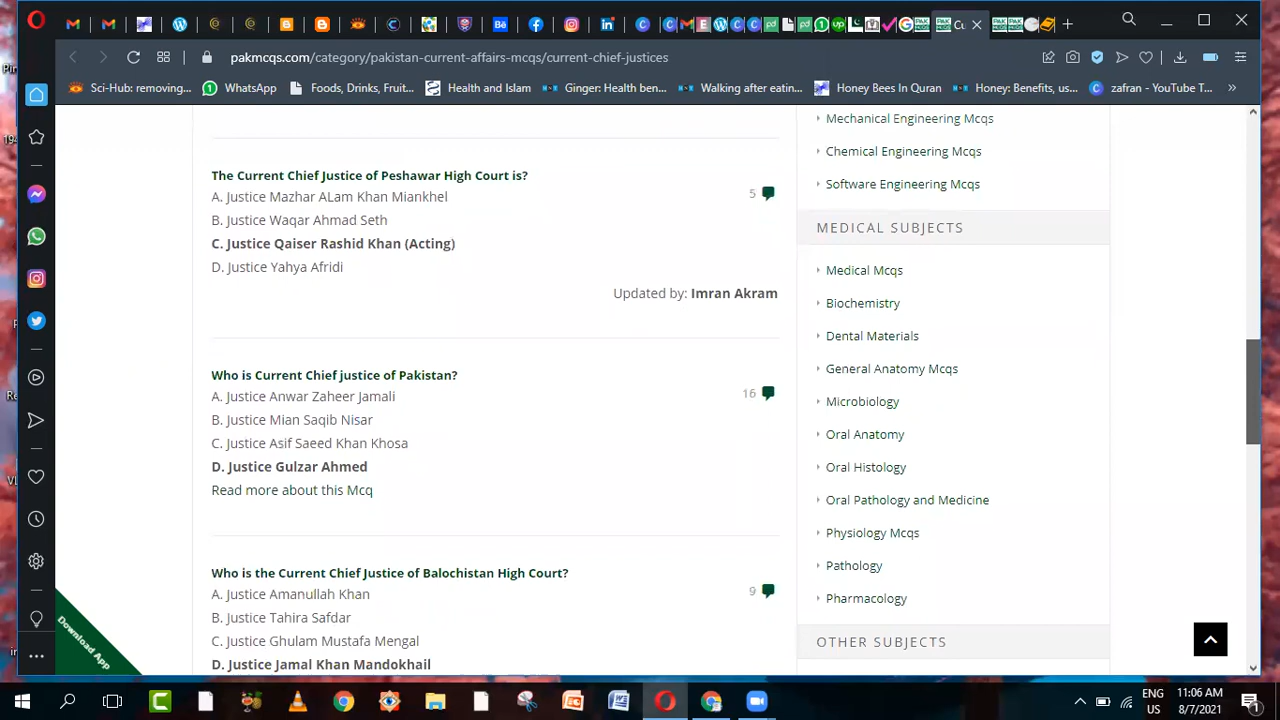 Cu
pakmcqs.com/category/pakistan-current-affairs-mcqs/current-chief-justices
Sci-Hub: removing...
WhatsApp
Foods, Drinks, Fruit...
Health and Islam
Ginger: Health ben...
Walking after eatin...
Honey Bees In Quran
Honey: Benefits, us...
zafran - YouTube T...
The Current Chief Justice of Peshawar High Court is?
5
A. Justice Mazhar ALam Khan Miankhel
B. Justice Waqar Ahmad Seth
C. Justice Qaiser Rashid Khan (Acting)
D. Justice Yahya Afridi
Updated by: Imran Akram
Who is Current Chief justice of Pakistan?
16
A. Justice Anwar Zaheer Jamali
B. Justice Mian Saqib Nisar
C. Justice Asif Saeed Khan Khosa
D. Justice Gulzar Ahmed
Read more about this Mcq
Who is the Current Chief Justice of Balochistan High Court?
9
A. Justice Amanullah Khan
B. Justice Tahira Safdar
C. Justice Ghulam Mustafa Mengal
D. Justice Jamal Khan Mandokhail
Mechanical Engineering Mcqs
Chemical Engineering Mcqs
Software Engineering Mcqs
MEDICAL SUBJECTS
Medical Mcqs
Biochemistry
Dental Materials
General Anatomy Mcqs
Microbiology
Oral Anatomy
Oral Histology
Oral Pathology and Medicine
Physiology Mcqs
Pathology
Pharmacology
OTHER SUBJECTS
Download App
ENG
US
11:06 AM
8/7/2021